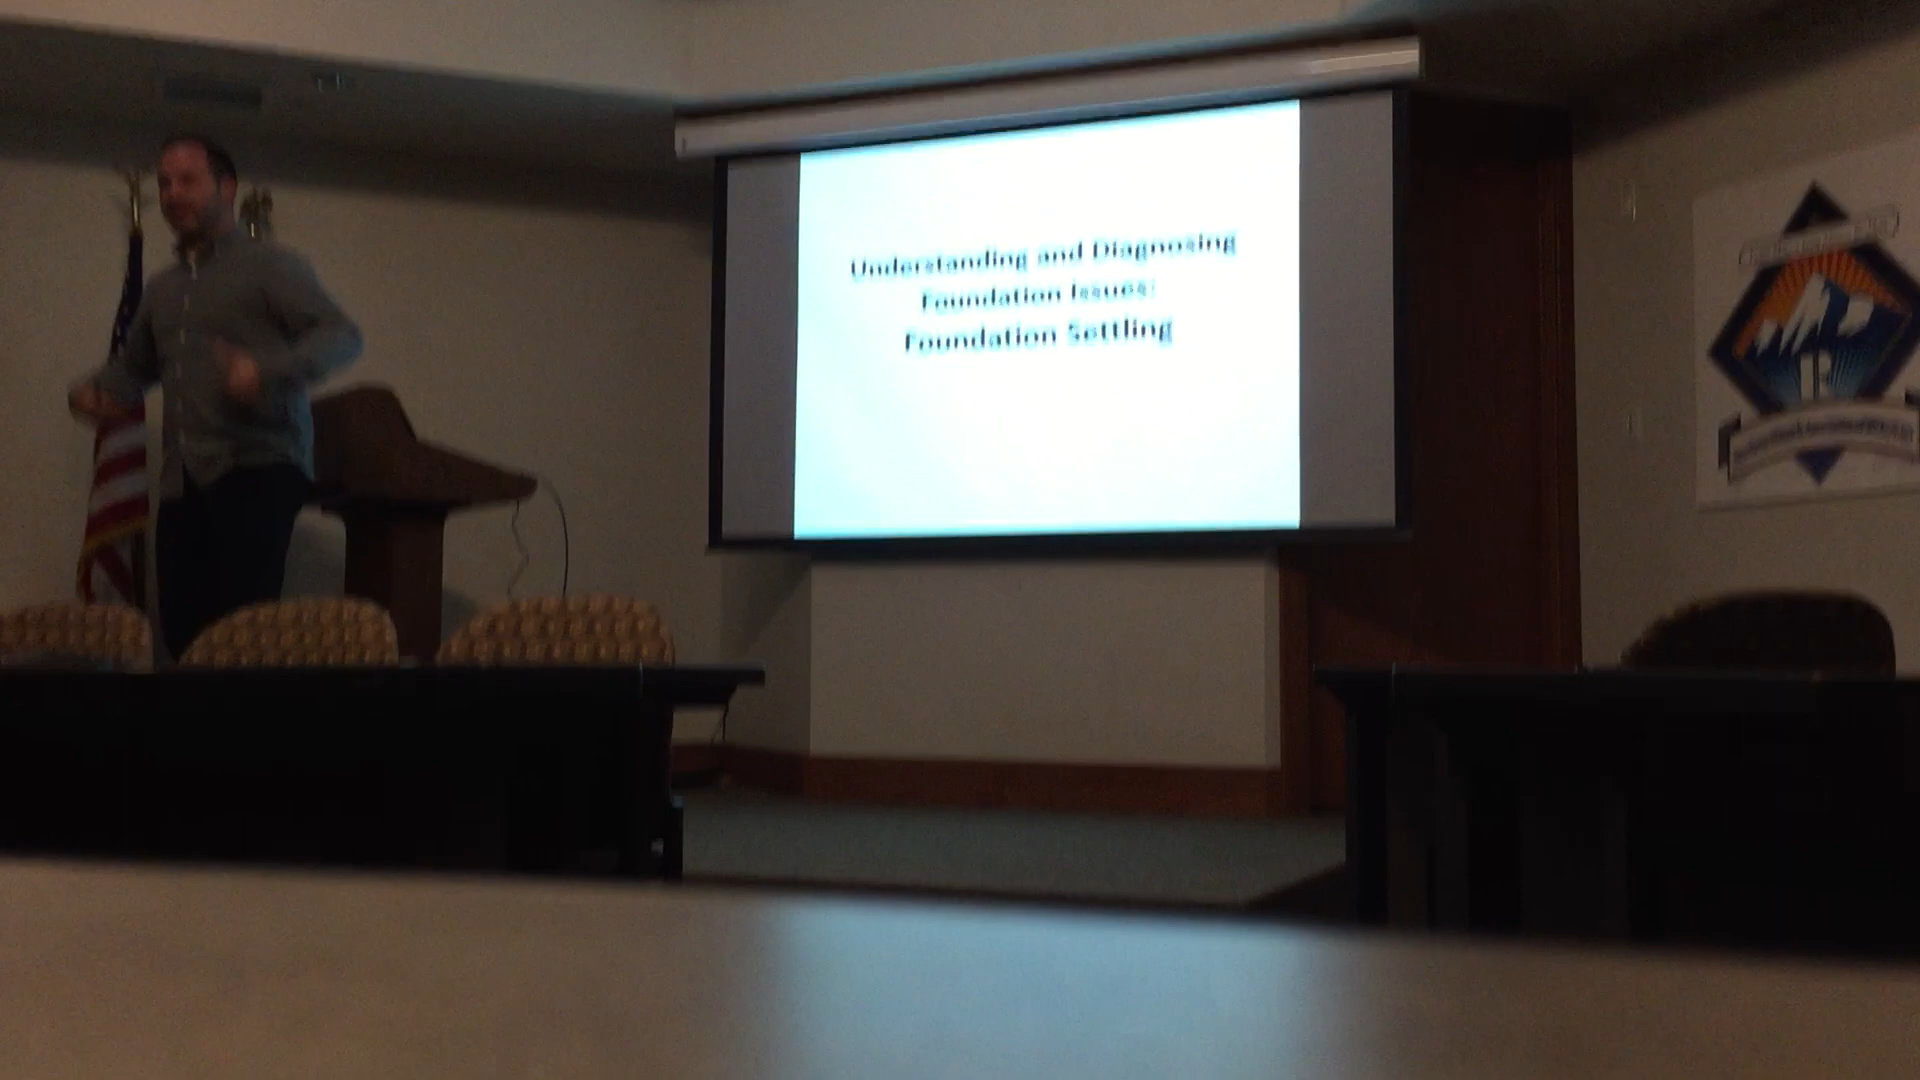 Understanding and Diagnosing
Foundation Issues:
Foundation Settling